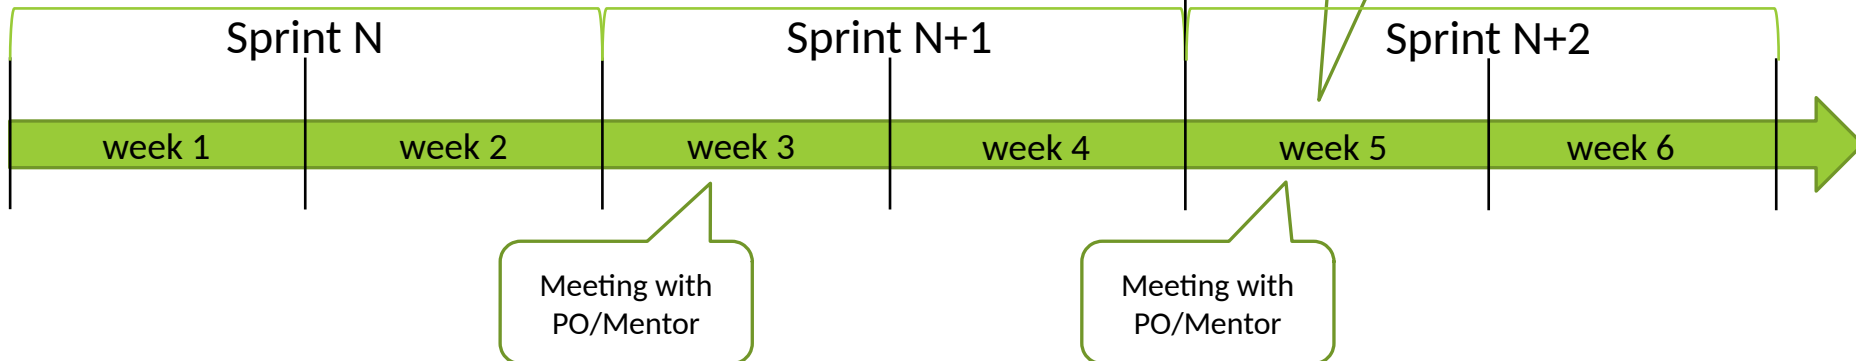 Sprint N
Sprint N+1
Sprint N+2
week 1
week 2
week 3
week 4
week 5
week 6
Meeting with
PO/Mentor
Meeting with
PO/Mentor